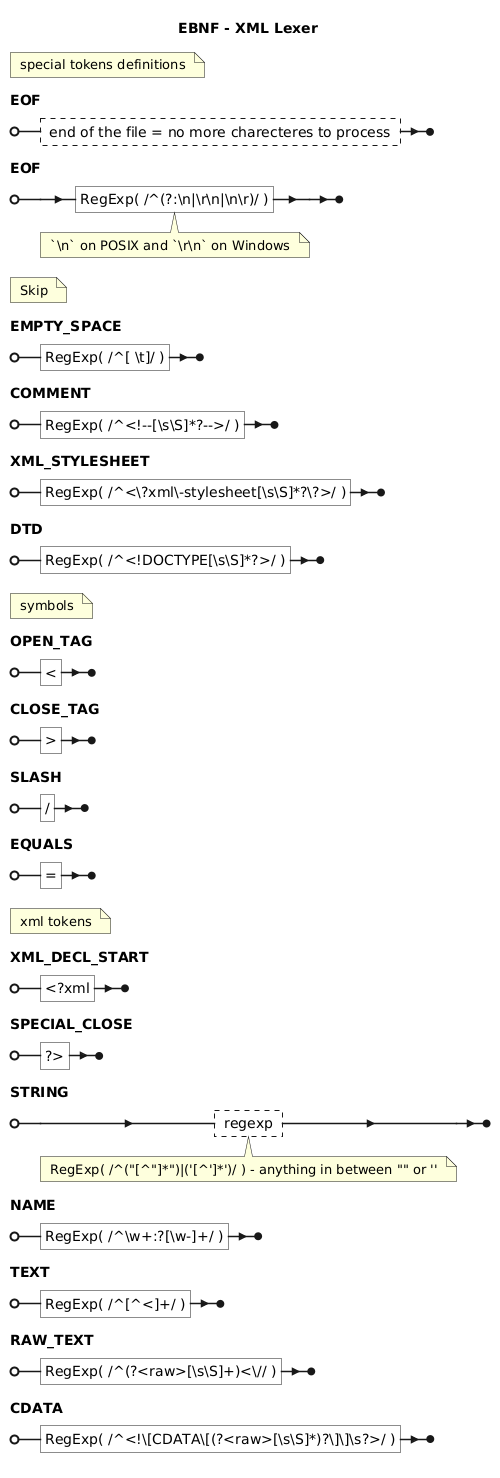 EBNF - XML Lexer
special tokens definitions
EOF
end of the file = no more charecteres to process
EOF
RegExp( /^(?:\n|\r\n|\n\r)/ )
`\n` on POSIX and `\r\n` on Windows
Skip
EMPTY_SPACE
RegExp( /^[ \t]/ )
COMMENT
RegExp( /^<!--[\s\S]*?-->/ )
XML_STYLESHEET
RegExp( /^<\?xml\-stylesheet[\s\S]*?\?>/ )
DTD
RegExp( /^<!DOCTYPE[\s\S]*?>/ )
symbols
OPEN_TAG
<
CLOSE_TAG
>
SLASH
/
EQUALS
=
xml tokens
XML_DECL_START
<?xml
SPECIAL_CLOSE
?>
STRING
regexp
RegExp( /^("[^"]*")|('[^']*')/ ) - anything in between "" or ''
NAME
RegExp( /^\w+:?[\w-]+/ )
TEXT
RegExp( /^[^<]+/ )
RAW_TEXT
RegExp( /^(?<raw>[\s\S]+)<\// )
CDATA
RegExp( /^<!\[CDATA\[(?<raw>[\s\S]*)?\]\]\s?>/ )